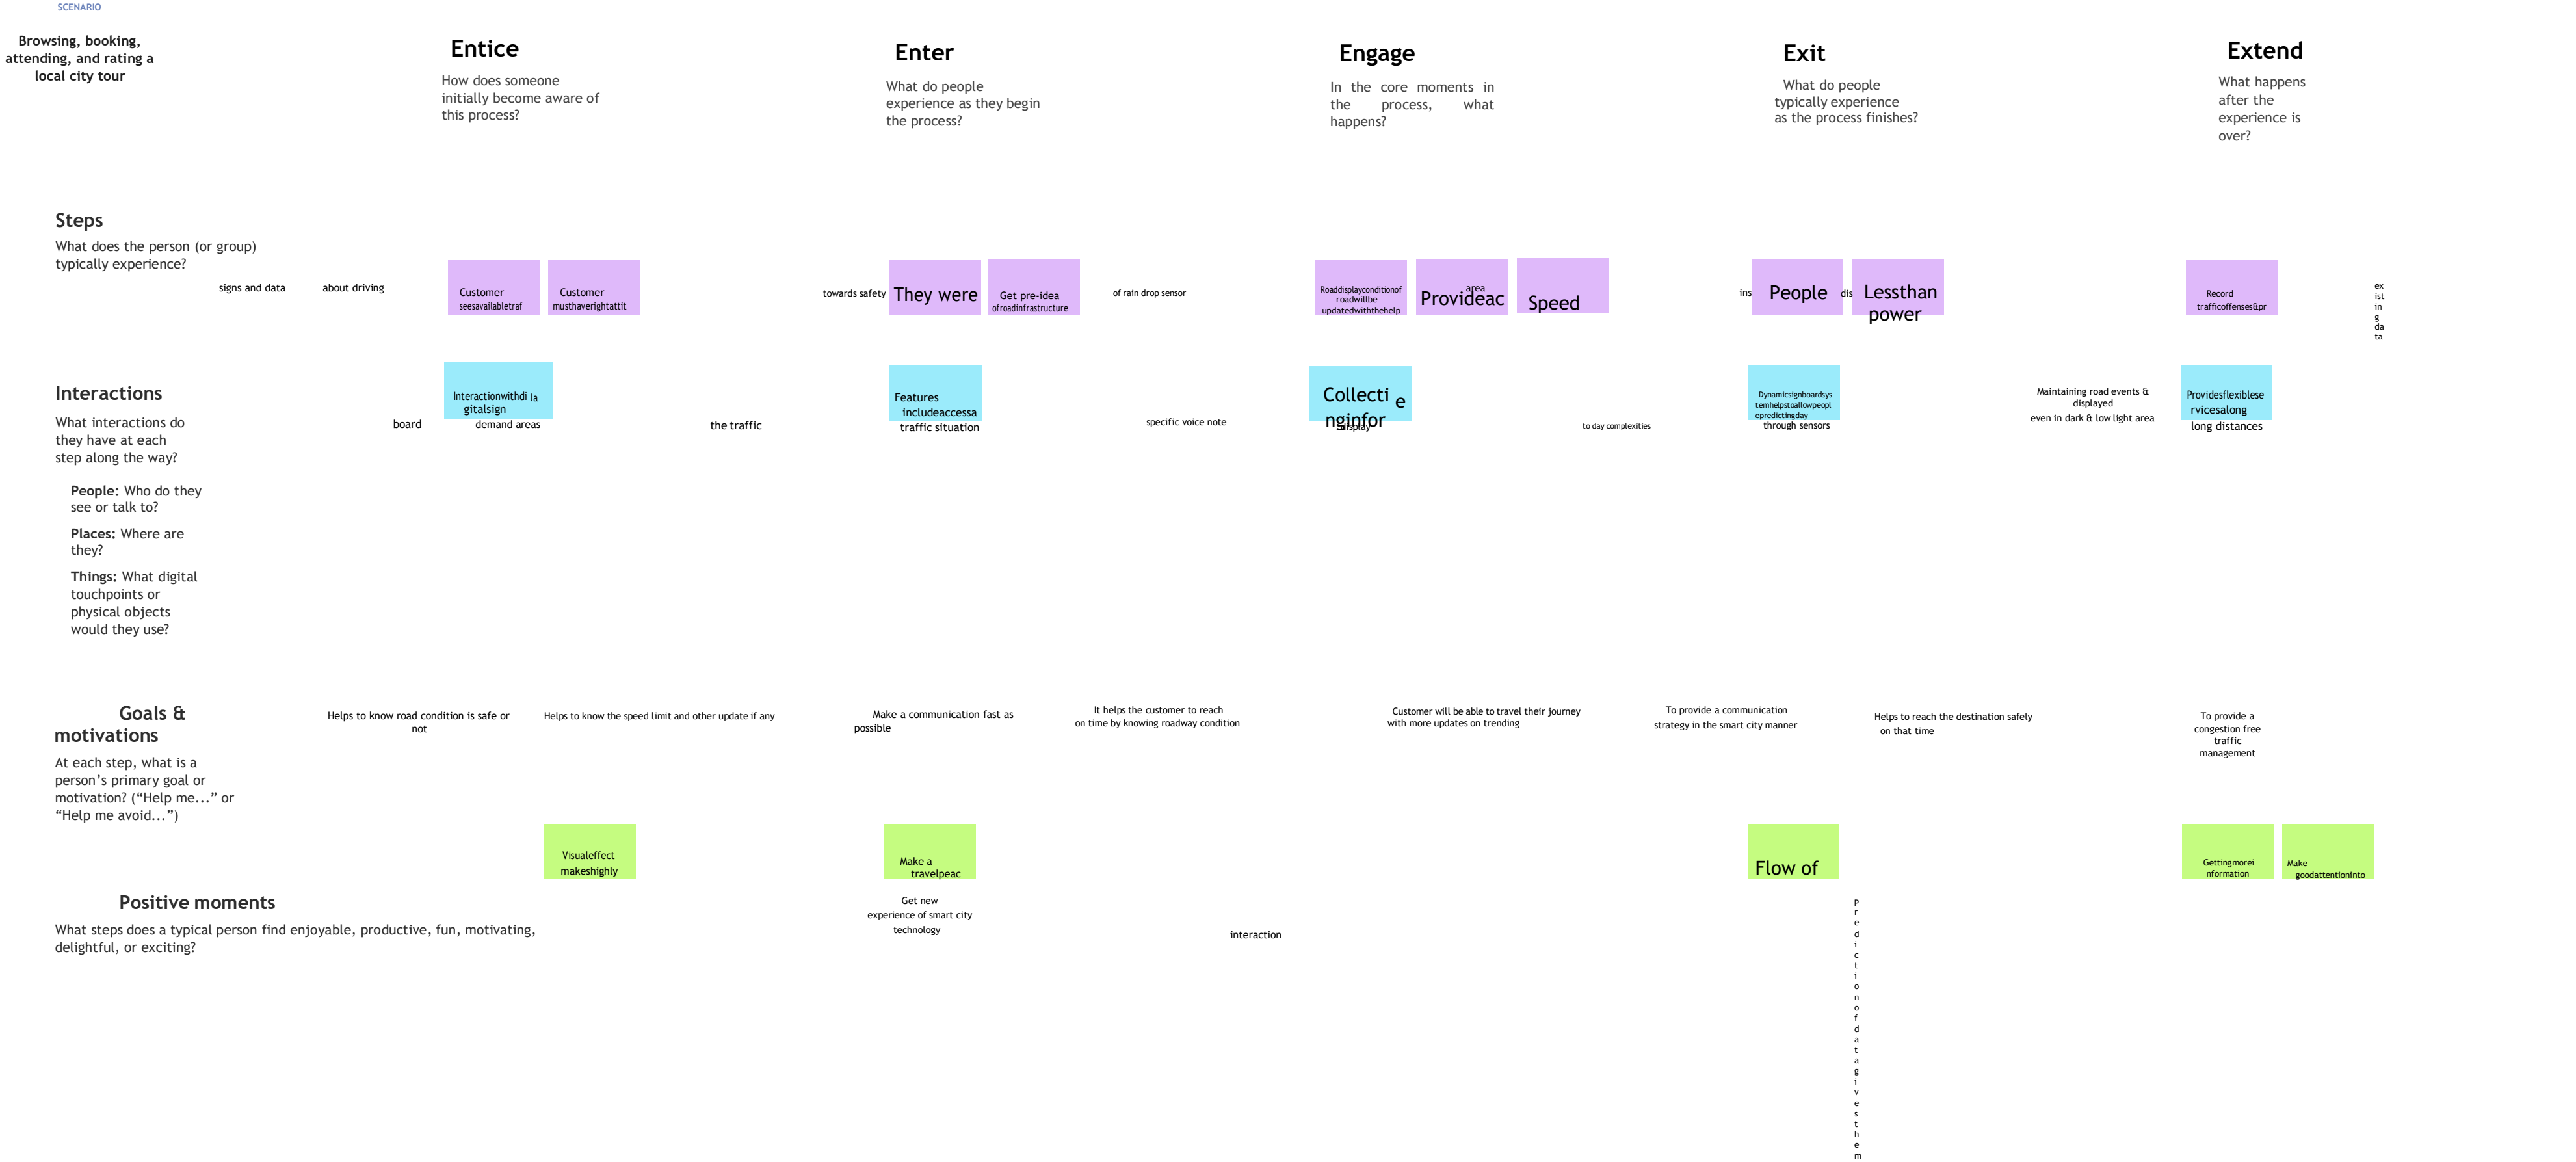 SCENARIO
Browsing, booking,
attending, and rating a
local city tour
Entice
How does someone
initially become aware of
this process?
Enter
What do people
experience as they begin
the process?
Engage
In the core moments in
the process, what
happens?
Exit
What do people
typically experience
as the process finishes?
Extend
What happens
after the
experience is
over?
Steps
What does the person (or group)
typically experience?
signs and data
about driving
Customer
seesavailabletraf
Customer
musthaverightattit
towards safety
They were
Get pre-idea
ofroadinfrastructure
of rain drop sensor
Roaddisplayconditionof
roadwillbe
updatedwiththehelp
area
Provideac
Speed
ins
People
dis
Lessthan
power
Record
trafficoffenses&pr
ex
ist
in
g
da
ta
Interactions
What interactions do
they have at each
step along the way?
People: Who do they
see or talk to?
Places: Where are
they?
Things: What digital
touchpoints or
physical objects
would they use?
board
Interactionwithdi la
gitalsign
demand areas
the traffic
Features
includeaccessa
traffic situation
specific voice note
Collecti e
nginfor
display
to day complexities
Dynamicsignboardsys
temhelpstoallowpeopl
epredictingday
through sensors
Maintaining road events &
displayed
even in dark & low light area
Providesflexiblese
rvicesalong
long distances
Goals &
motivations
At each step, what is a
person’s primary goal or
motivation? (“Help me...” or
“Help me avoid...”)
Helps to know road condition is safe or
not
Helps to know the speed limit and other update if any
Make a communication fast as
possible
It helps the customer to reach
on time by knowing roadway condition
Customer will be able to travel their journey
with more updates on trending
To provide a communication
strategy in the smart city manner
Helps to reach the destination safely
on that time
To provide a
congestion free
traffic
management
Positive moments
What steps does a typical person find enjoyable, productive, fun, motivating,
delightful, or exciting?
Visualeffect
makeshighly
Make a
travelpeac
Get new
experience of smart city
technology
interaction
Flow of
P
r
e
d
i
c
t
i
o
n
o
f
d
a
t
a
g
i
v
e
s
t
h
e
m
Gettingmorei
nformation
Make
goodattentioninto